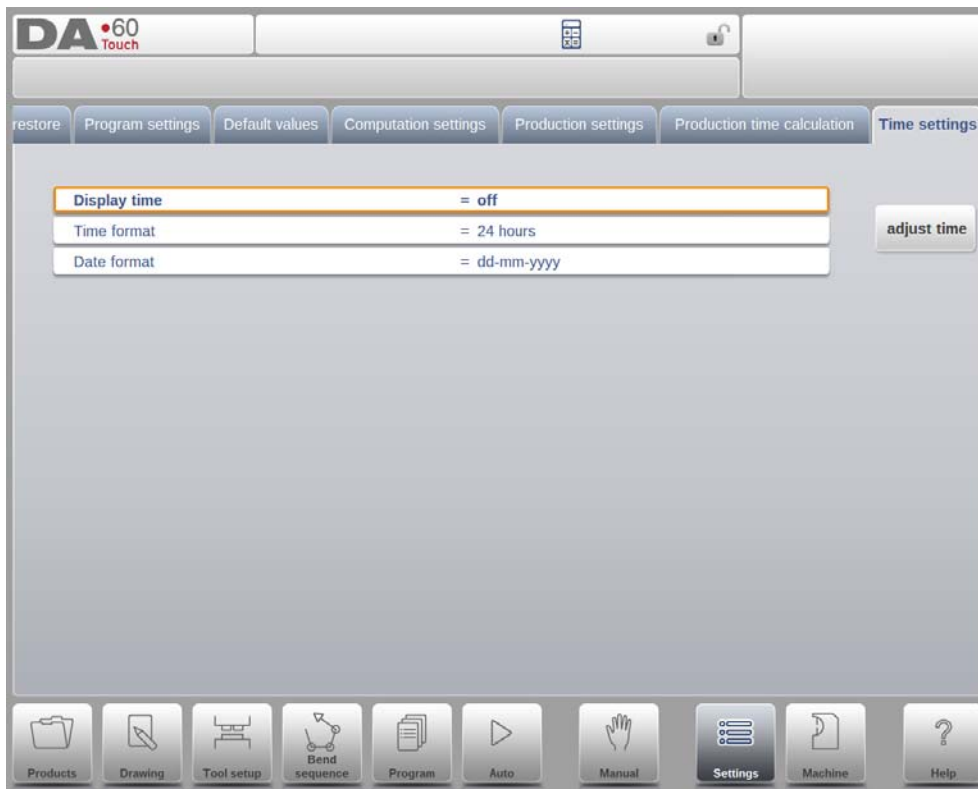 DA•60
Touch
restore Program settings Default values Computation settings Production settings Production time calculation Time settings
Display time = off
Time format = 24 hours
Date format = dd-mm-yyyy
adjust time
Products Drawing Tool setup Bend sequence Program Auto Manual Settings Machine Help